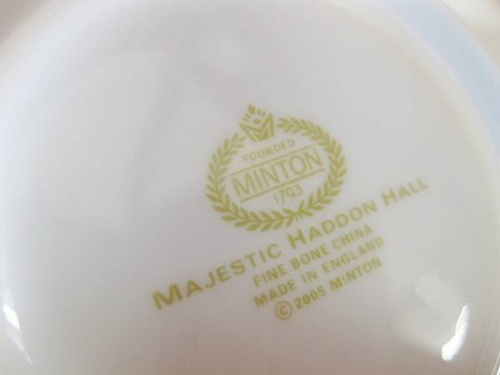 FOUNDED
MINTON
1793
MAJESTIC HADDON HALL
FINE BONE CHINA
MADE IN ENGLAND
© 2005 MINTON